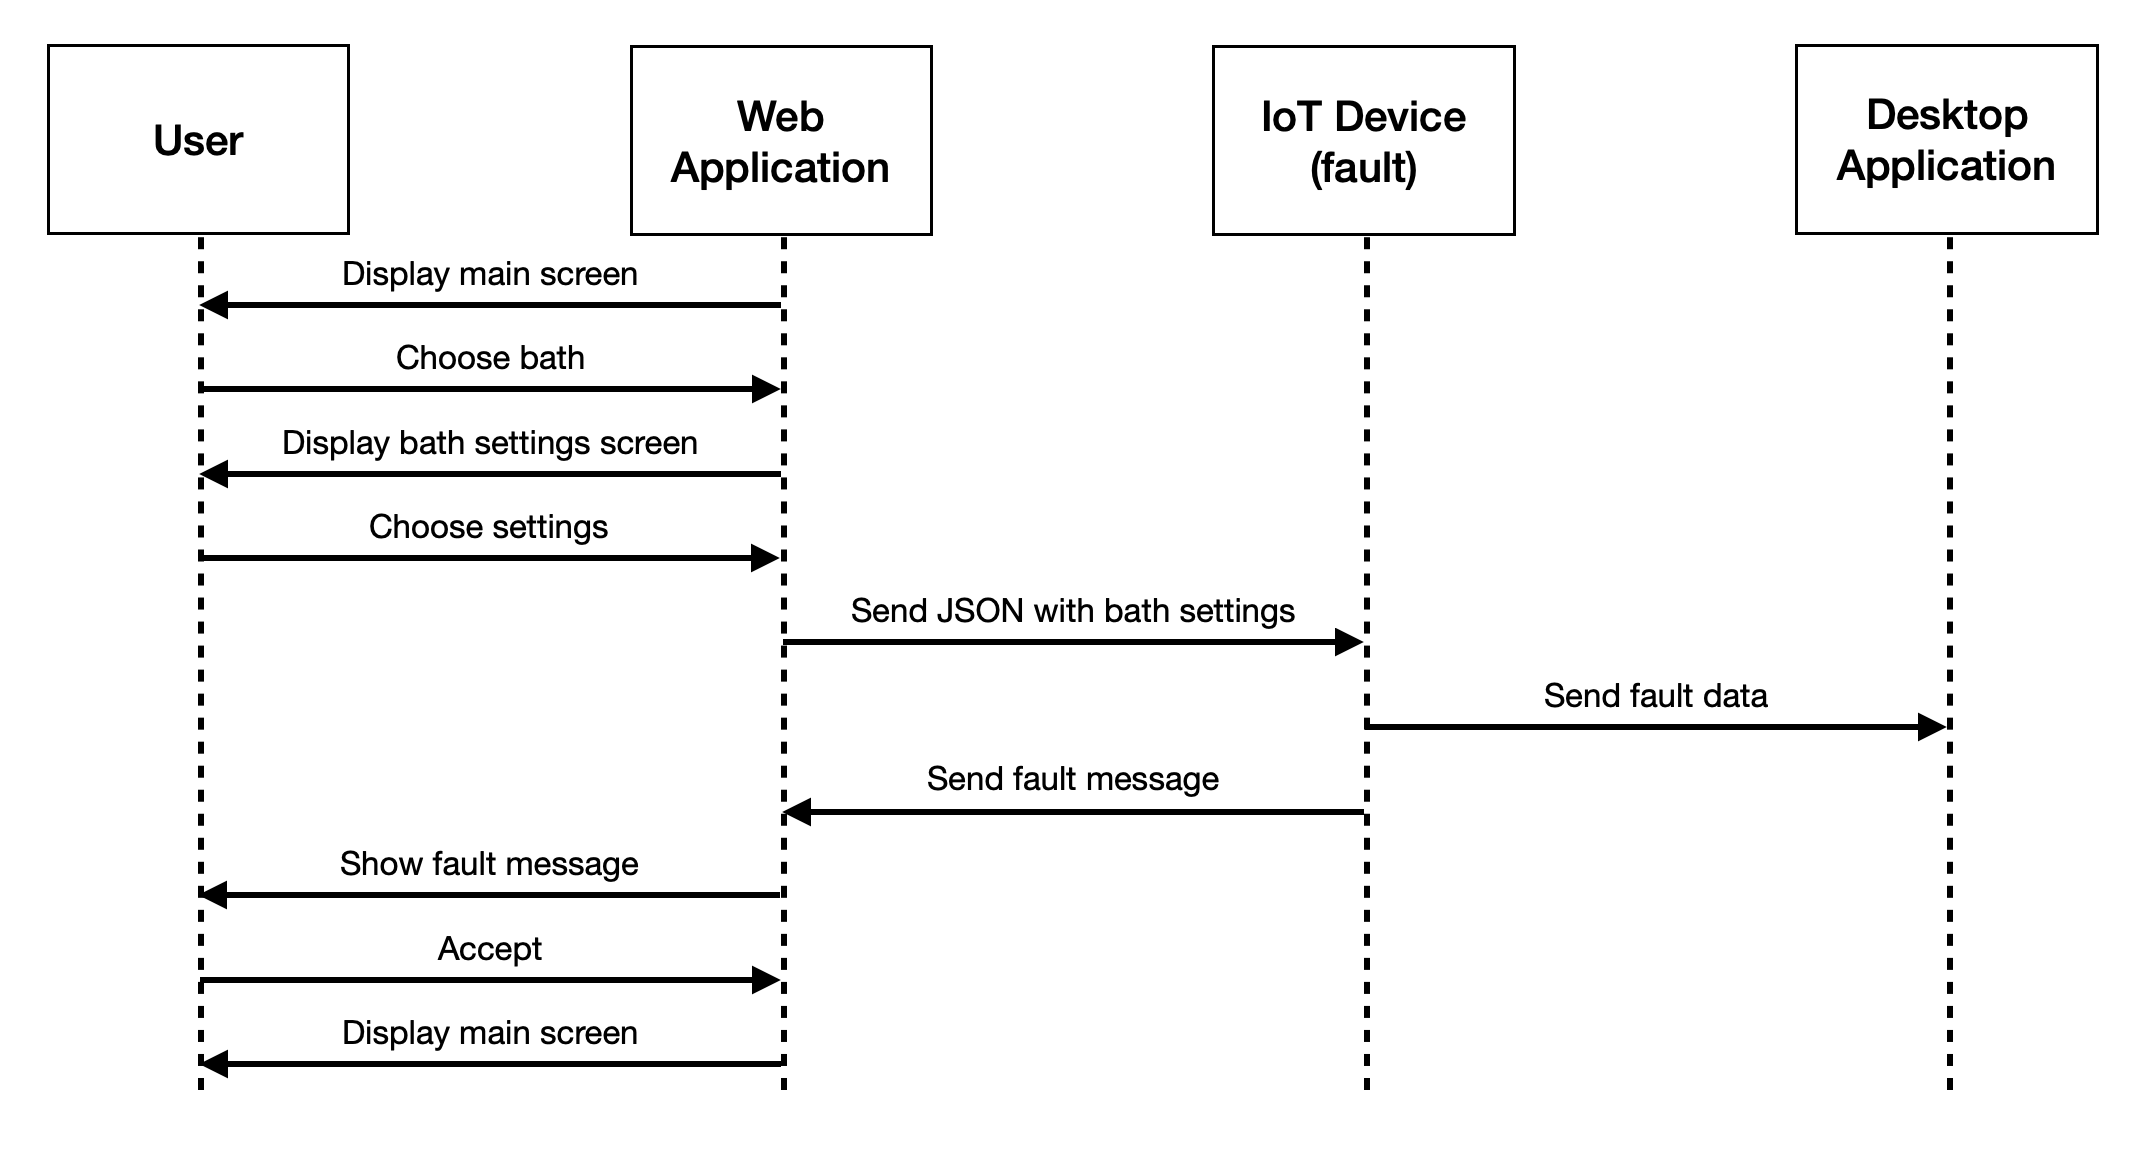 User
Web
Application
IoT Device
(fault)
Desktop
Application
Display main screen
Choose bath
Display bath settings screen
Choose settings
Send JSON with bath settings
Send fault data
Send fault message
Show fault message
Accept
Display main screen